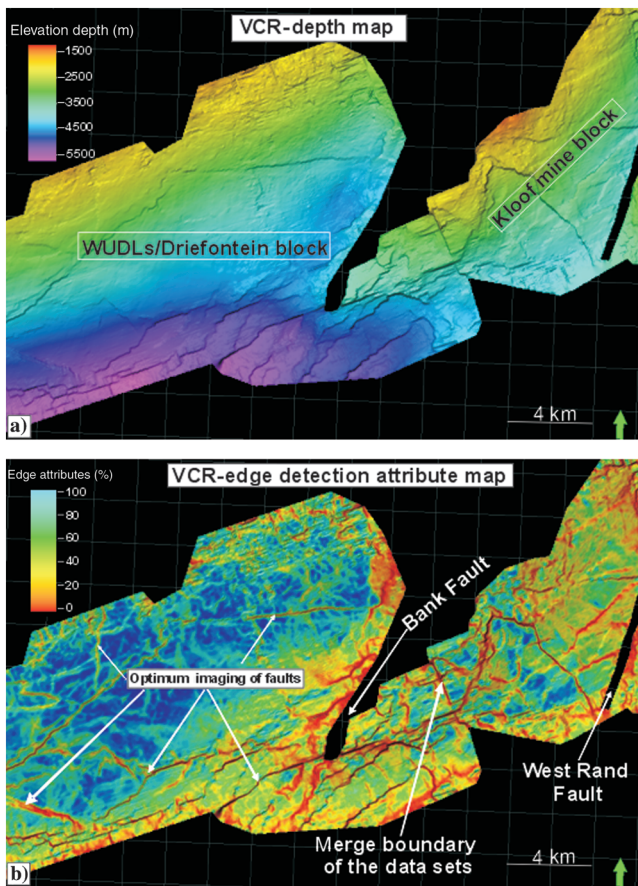 VCR-depth map
Elevation depth (m)
–1500
–2500
–3500
–4500
–5500
Kloof mine block
WUDLs/Driefontein block
4 km
a)
VCR-edge detection attribute map
Edge attributes (%)
–100
–80
–60
–40
–20
–0
Bank Fault
Optimum imaging of faults
West Rand
Fault
Merge boundary
of the data sets
4 km
b)